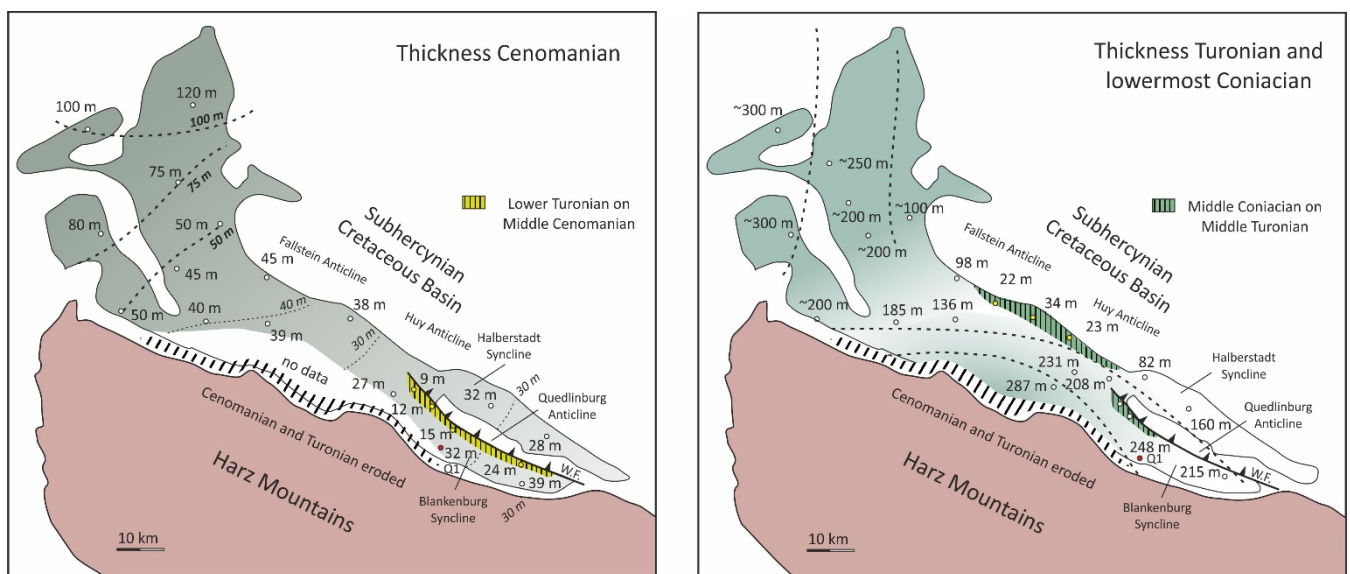 Thickness Cenomanian
120 m
100 m
100 m
75 m
75 m
80 m
50 m
50 m
Lower Turonian on
Middle Cenomanian
Subhercynian
Cretaceous Basin
Fallstein Anticline
45 m
45 m
40 m
50 m
40 m
38 m
39 m
30 m
Huy Anticline
Halberstadt
Syncline
no data
27 m
9 m
32 m
30 m
Quedlinburg
Anticline
12 m
15 m
28 m
32 m
Q1
24 m
W.F.
39 m
Blankenburg
Syncline
30 m
Cenomanian and Turonian eroded
Harz Mountains
10 km
Thickness Turonian and
lowermost Coniacian
~300 m
~250 m
~200 m
~100 m
~300 m
~200 m
Middle Coniacian on
Middle Turonian
Subhercynian
Cretaceous Basin
Fallstein Anticline
98 m
22 m
34 m
Huy Anticline
23 m
~200 m
185 m
136 m
231 m
82 m
Halberstadt
Syncline
287 m
208 m
160 m
Quedlinburg
Anticline
248 m
Q1
W.F.
215 m
Blankenburg
Syncline
Cenomanian and Turonian eroded
Harz Mountains
10 km